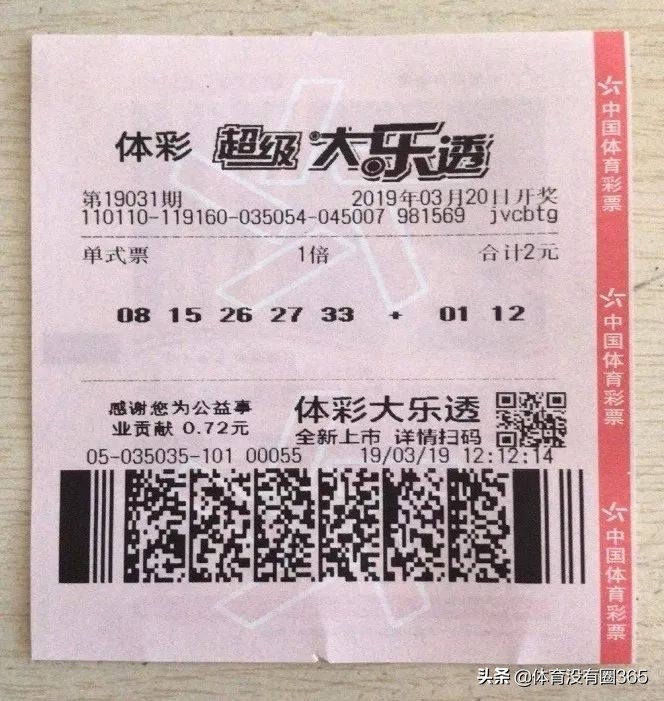 体彩 超级大乐透
第19031期 2019年03月20日开奖
110110-119160-035054-045007 981569 jvcbtg
单式票 1倍 合计2元
08 15 26 27 33 + 01 12
感谢您为公益事
业贡献 0.72元
体彩大乐透
全新上市 详情扫码
05-035035-101 00055 19/03/19 12:12:14
中国体育彩票
中国体育彩票
中国体育彩票
头条 @体育没有圈365